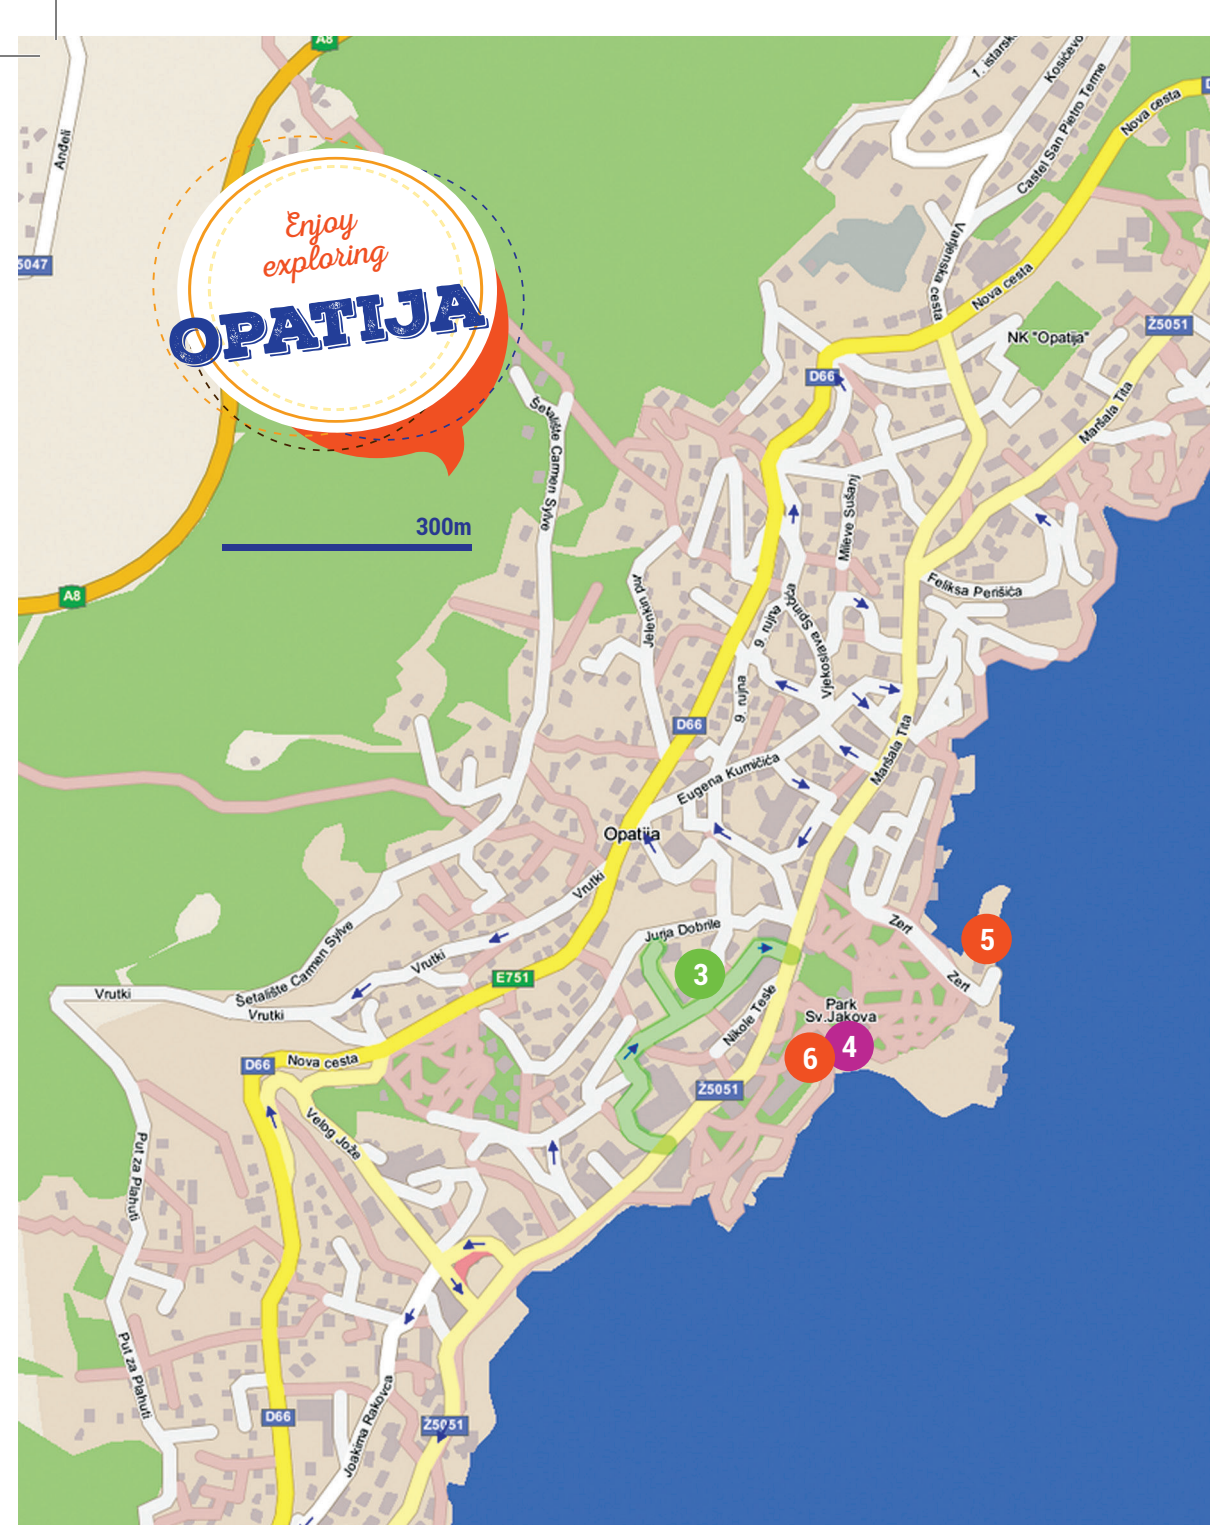 A8
1. istarsk
Kosićevo
Castel San Pietro Terme
Nova cesta
D
Anđeli
5047
Enjoy
exploring
OPATIJA
Varljenska cesta
Nova cesta
NK "Opatija"
Ž5051
D66
Maršala Tita
Šetalište Carmen Sylve
300m
Mileve Sušanj
A8
Jelenkin put
Feliksa Perišića
9. rujna
Vjekoslava Spinčića
9. rujna
D66
Maršala Tita
Eugena Kumičića
Opatija
Vrutki
Jurja Dobrile
Zert
5
Šetalište Carmen Sylve
Vrutki
E751
3
Zert
Vrutki
Vrutki
Nikole Tesle
Park
Sv.Jakova
6
4
D66
Nova cesta
Ž5051
Velog Jože
Put za Plahuti
Put za Plahuti
D66
Joakima Rakovca
Ž5051